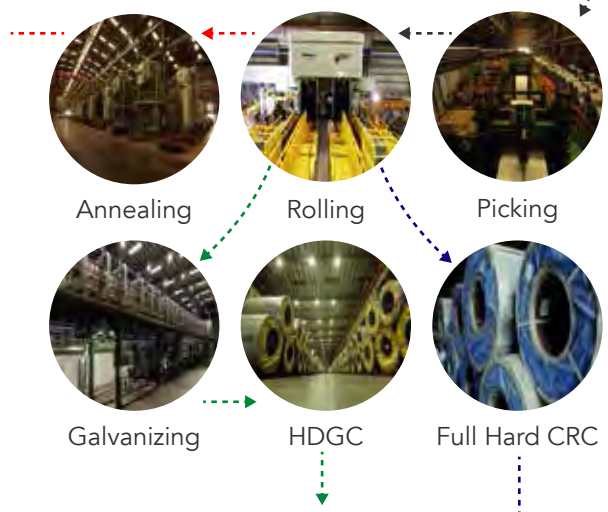 Annealing
Rolling
Picking
Galvanizing
HDGC
Full Hard CRC